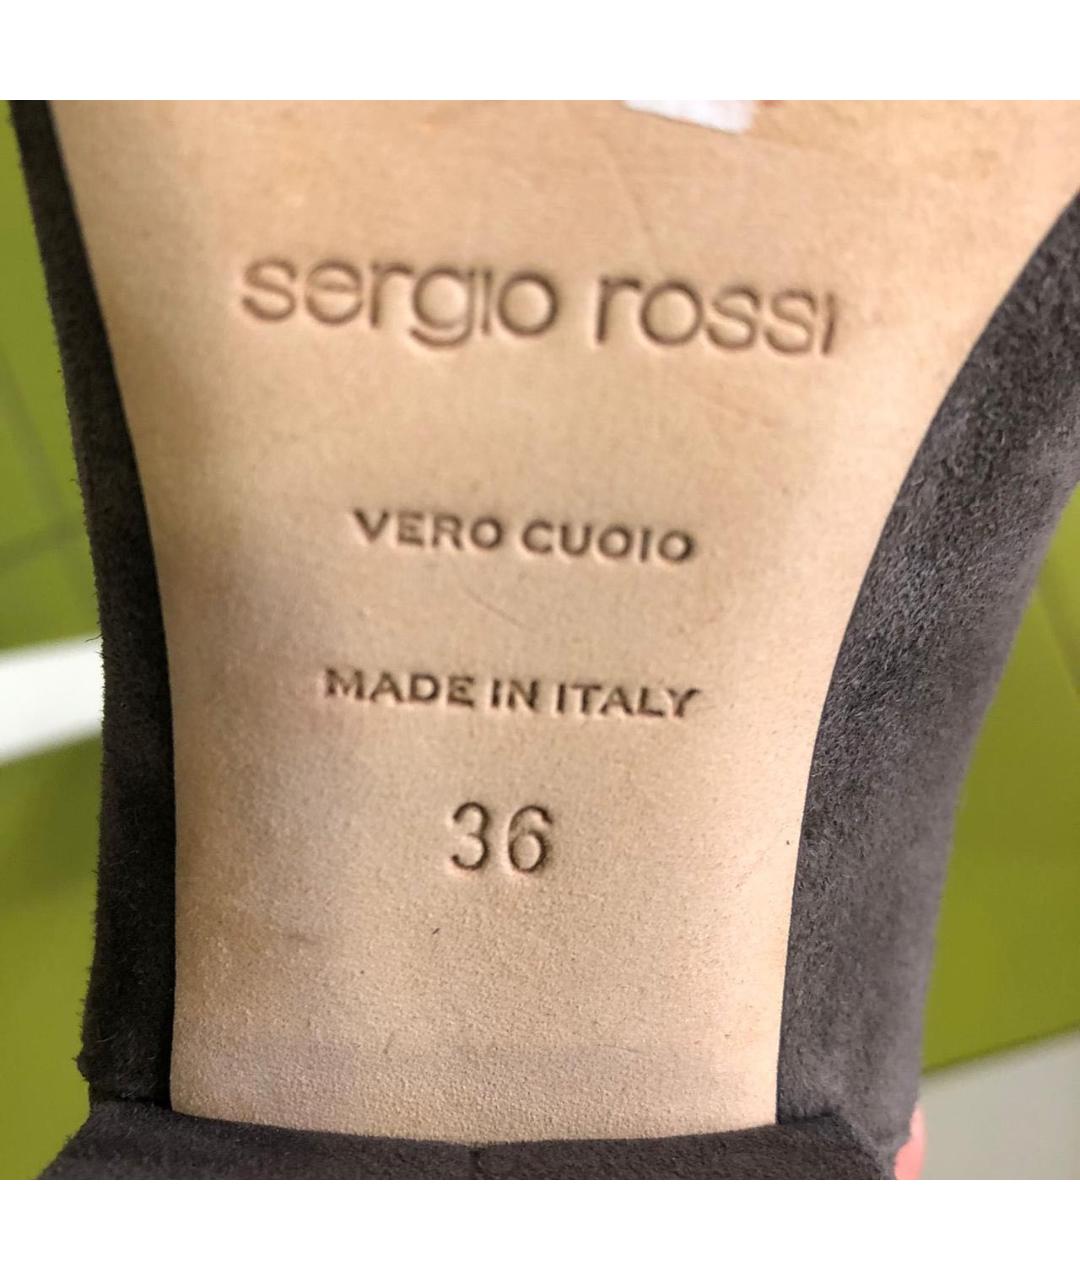 sergio rossi
VERO CUOIO
MADE IN ITALY
36